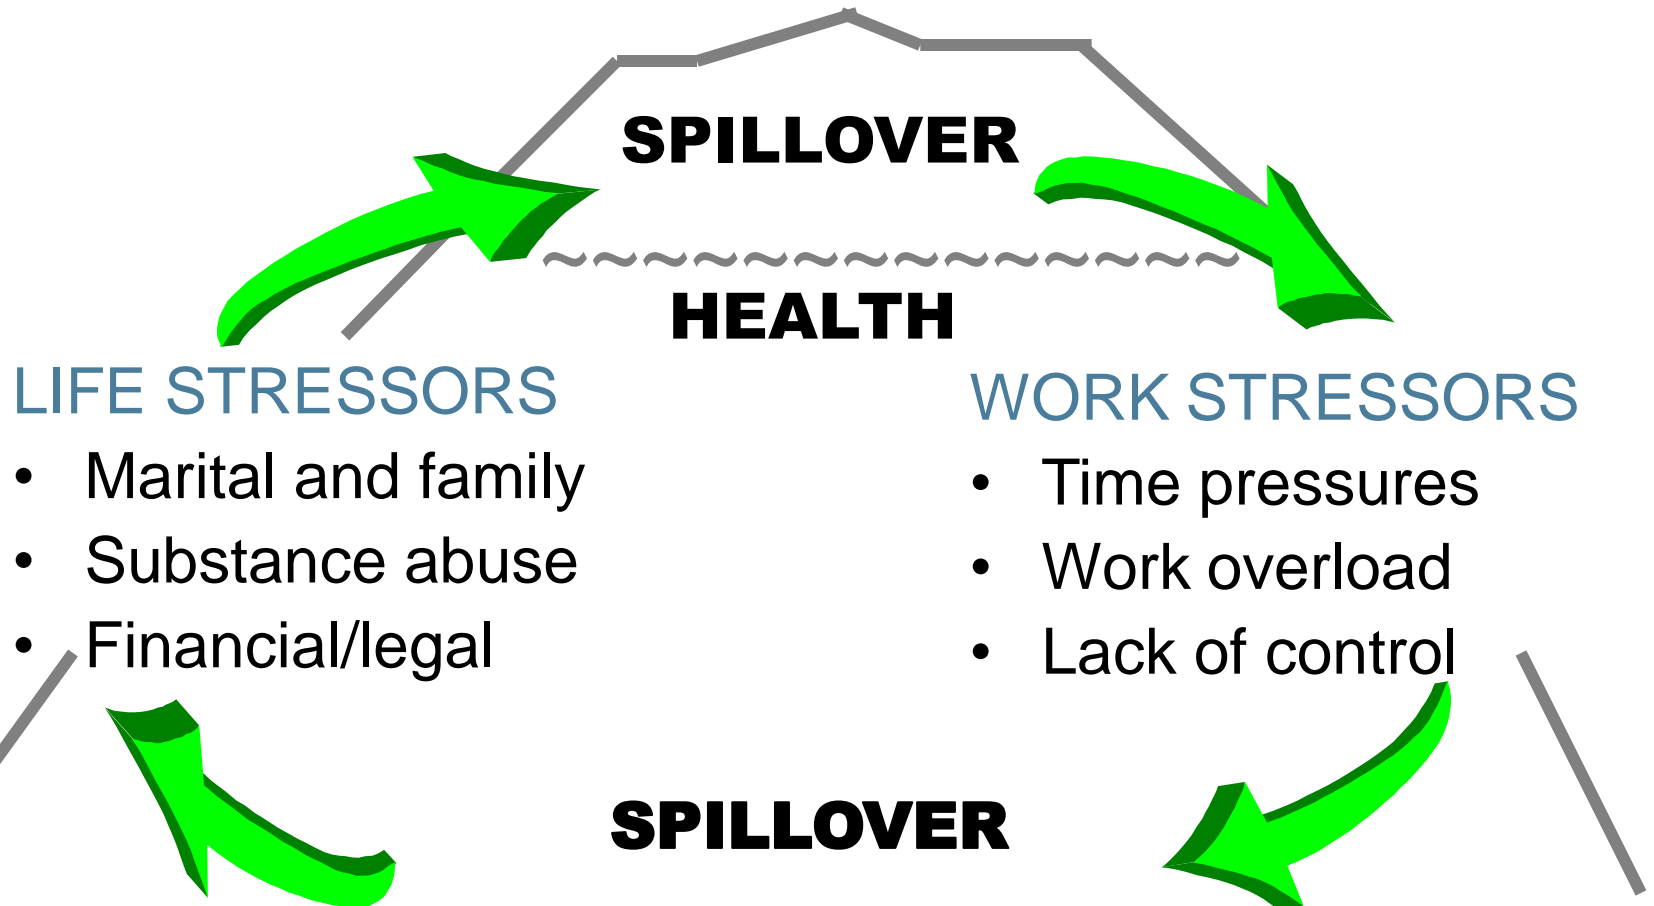 SPILLOVER
~~~~~~~~~~~~~~
HEALTH
LIFE STRESSORS
• Marital and family
• Substance abuse
• Financial/legal
WORK STRESSORS
• Time pressures
• Work overload
• Lack of control
SPILLOVER